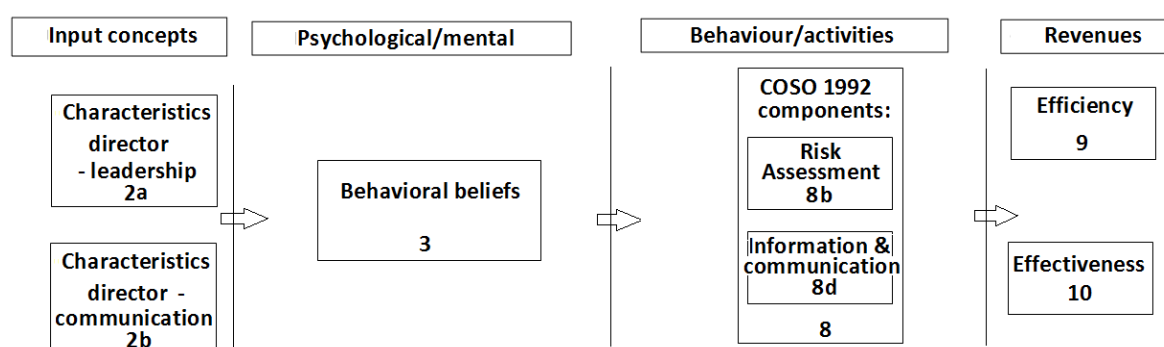 Input concepts
Psychological/mental
Behaviour/activities
Revenues
Characteristics
director
- leadership
2a
Characteristics
director -
communication
2b
Behavioral beliefs
3
COSO 1992
components:
Risk
Assessment
8b
Information &
communication
8d
8
Efficiency
9
Effectiveness
10